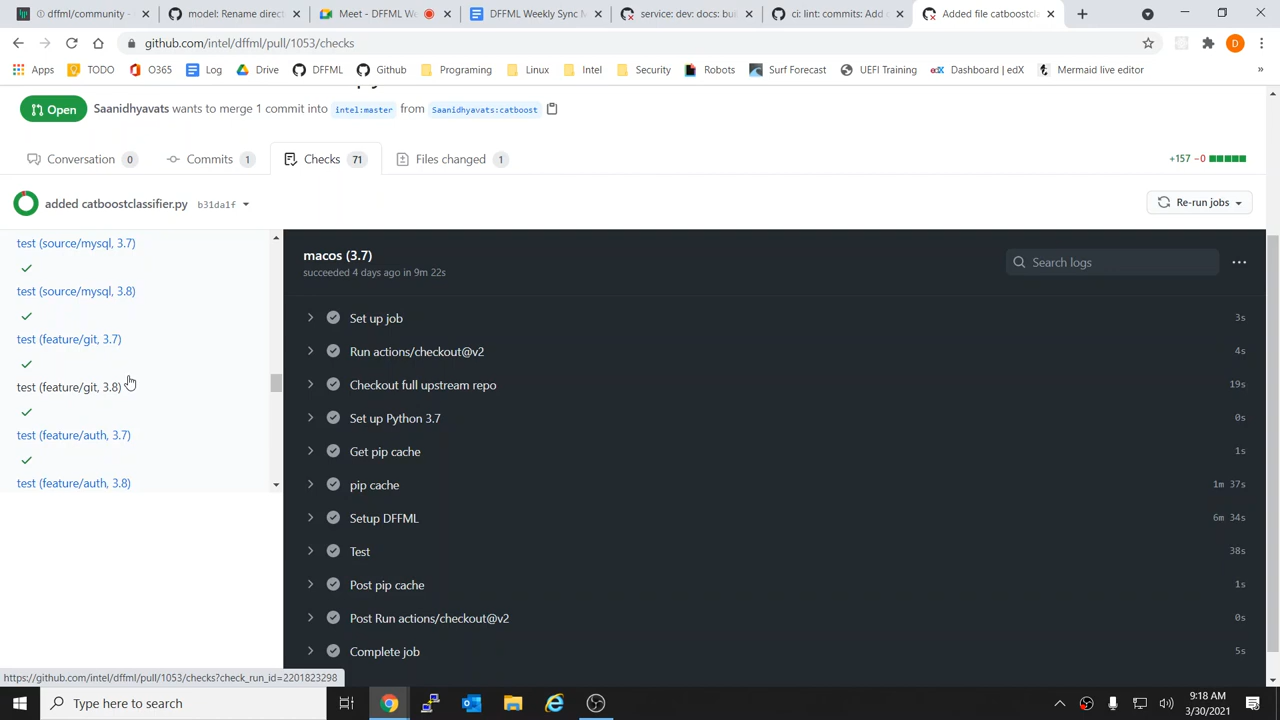 dffml/community -
model: Rename direct
Meet - DFFML We
DFFML Weekly Sync M
service: dev: docs: bui
ci: lint: commits: Add c
Added file catboostcla
github.com/intel/dffml/pull/1053/checks
D
Apps
TODO
O365
Log
Drive
DFFML
Github
Programing
Linux
Intel
Security
Robots
Surf Forecast
UEFI Training
Dashboard | edX
Mermaid live editor
»
Open
Saanidhyavats wants to merge 1 commit into intel:master from Saanidhyavats:catboost
Conversation 0
Commits 1
Checks 71
Files changed 1
+157 −0
added catboostclassifier.py b31da1f
Re-run jobs
test (source/mysql, 3.7)
test (source/mysql, 3.8)
test (feature/git, 3.7)
test (feature/git, 3.8)
test (feature/auth, 3.7)
test (feature/auth, 3.8)
macos (3.7)
succeeded 4 days ago in 9m 22s
Search logs
Set up job 3s
Run actions/checkout@v2 4s
Checkout full upstream repo 19s
Set up Python 3.7 0s
Get pip cache 1s
pip cache 1m 37s
Setup DFFML 6m 34s
Test 38s
Post pip cache 1s
Post Run actions/checkout@v2 0s
Complete job 5s
https://github.com/intel/dffml/pull/1053/checks?check_run_id=2201823298
Type here to search
9:18 AM
3/30/2021